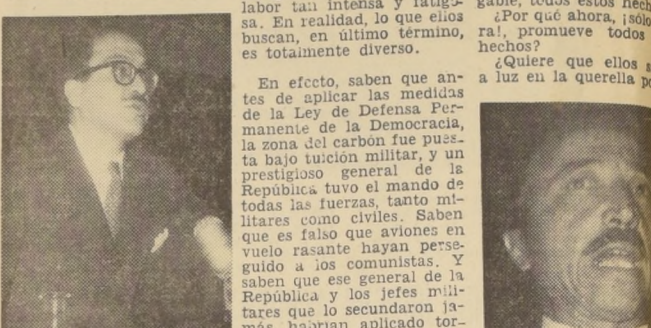 labor tan intensa y fatigo-
sa. En realidad, lo que ellos
buscan, en último término,
es totalmente diverso.
En efecto, saben que an-
tes de aplicar las medidas
de la Ley de Defensa Per-
manente de la Democracia,
la zona del carbón fue pues-
ta bajo tuición militar, y un
prestigioso general de la
República tuvo el mando de
todas las fuerzas, tanto mi-
litares como civiles. Saben
que es falso que aviones en
vuelo rasante hayan perse-
guido a los comunistas. Y
saben que ese general de la
República y los jefes mili-
tares que lo secundaron ja-
más habrían aplicado tor-
gable, todos estos hech
¿Por qué ahora, ¡sólo
ra!, promueve todos
hechos?
¿Quiere que ellos s
a luz en la querella po